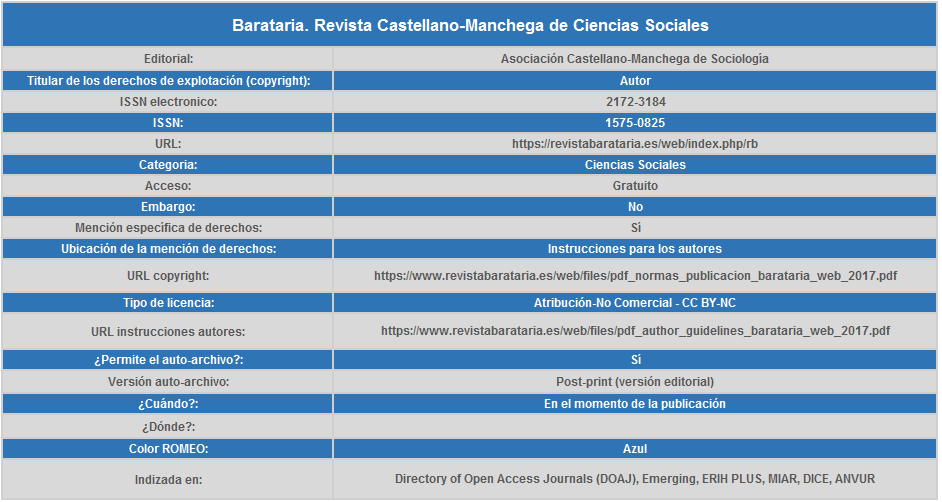 Barataria. Revista Castellano-Manchega de Ciencias Sociales
Editorial: Asociación Castellano-Manchega de Sociología
Titular de los derechos de explotación (copyright): Autor
ISSN electronico: 2172-3184
ISSN: 1575-0825
URL: https://revistabarataria.es/web/index.php/rb
Categoria: Ciencias Sociales
Acceso: Gratuito
Embargo: No
Mención específica de derechos: Sí
Ubicación de la mención de derechos: Instrucciones para los autores
URL copyright: https://www.revistabarataria.es/web/files/pdf_normas_publicacion_barataria_web_2017.pdf
Tipo de licencia: Atribución-No Comercial - CC BY-NC
URL instrucciones autores: https://www.revistabarataria.es/web/files/pdf_author_guidelines_barataria_web_2017.pdf
¿Permite el auto-archivo?: Sí
Versión auto-archivo: Post-print (versión editorial)
¿Cuándo?: En el momento de la publicación
¿Dónde?:
Color ROMEO: Azul
Indizada en: Directory of Open Access Journals (DOAJ), Emerging, ERIH PLUS, MIAR, DICE, ANVUR